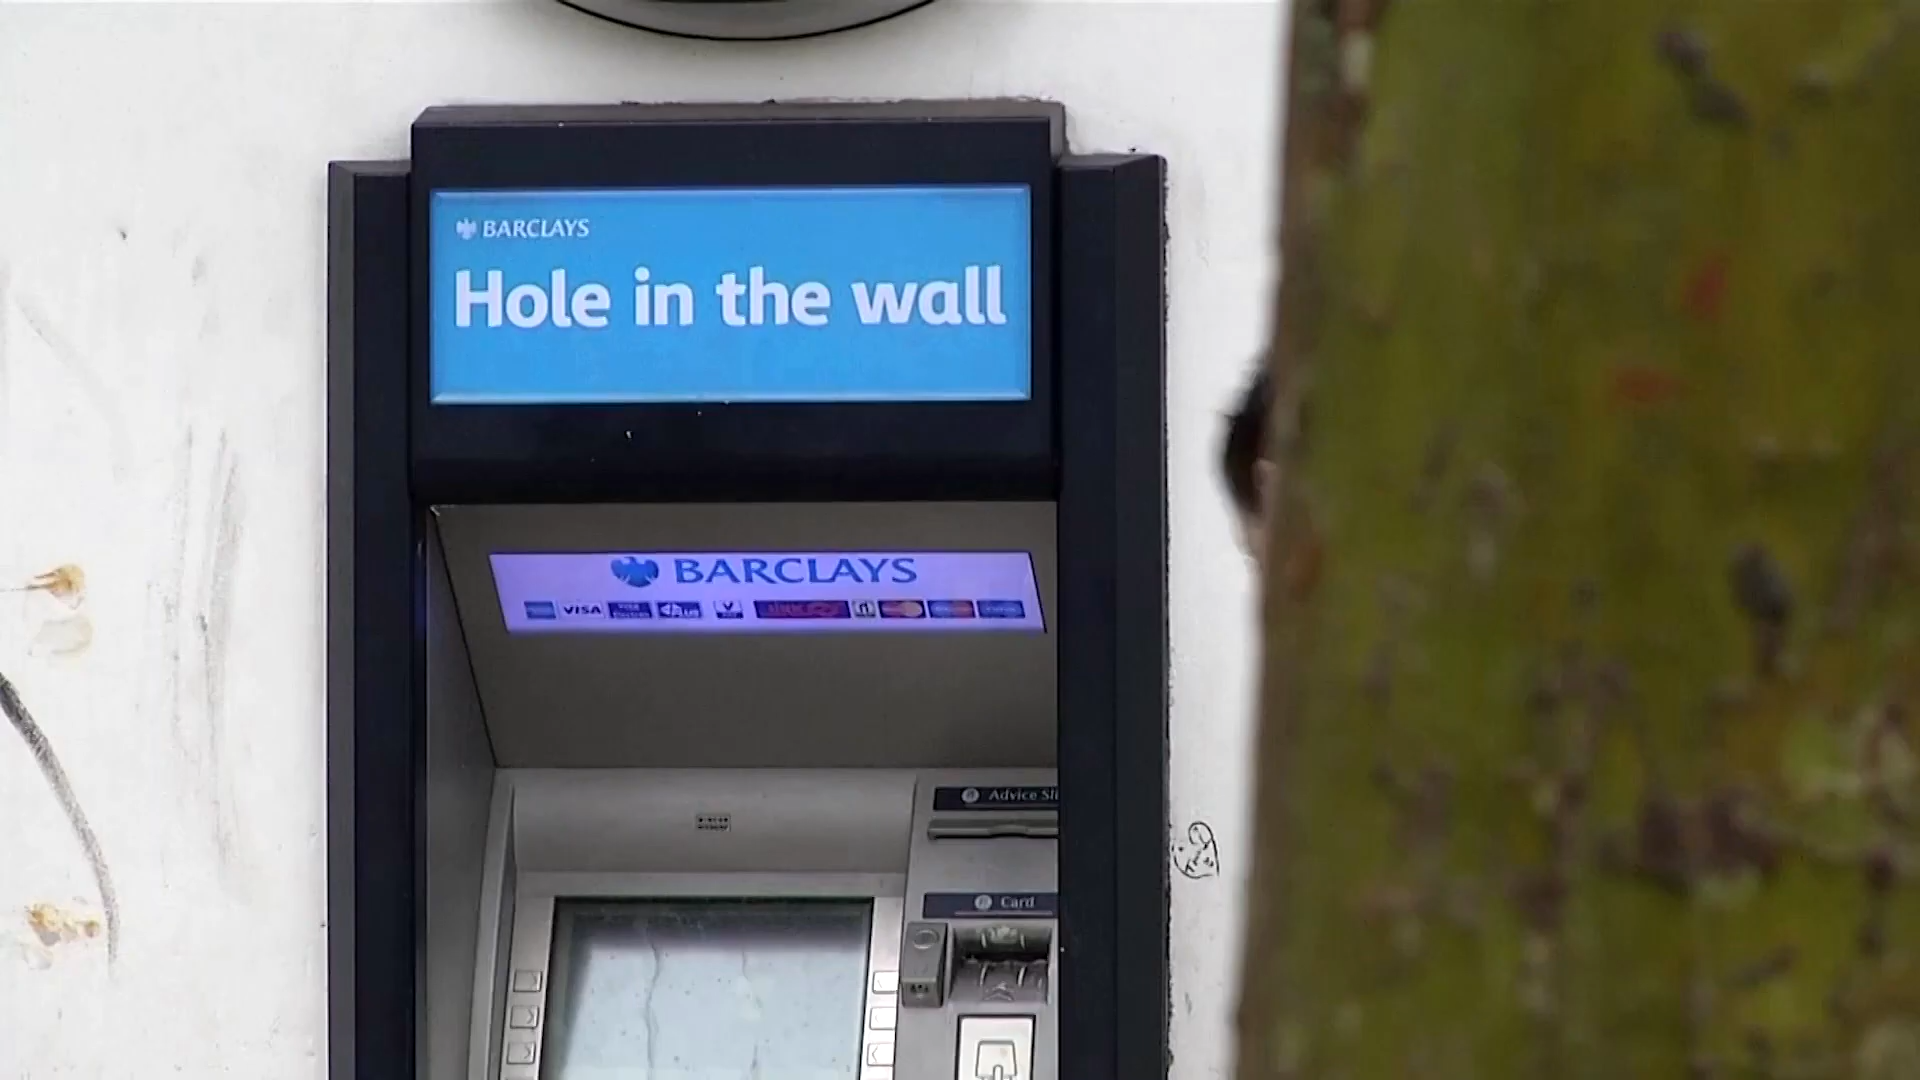 BARCLAYS
Hole in the wall
BARCLAYS
VISA
Advice Sli
Card